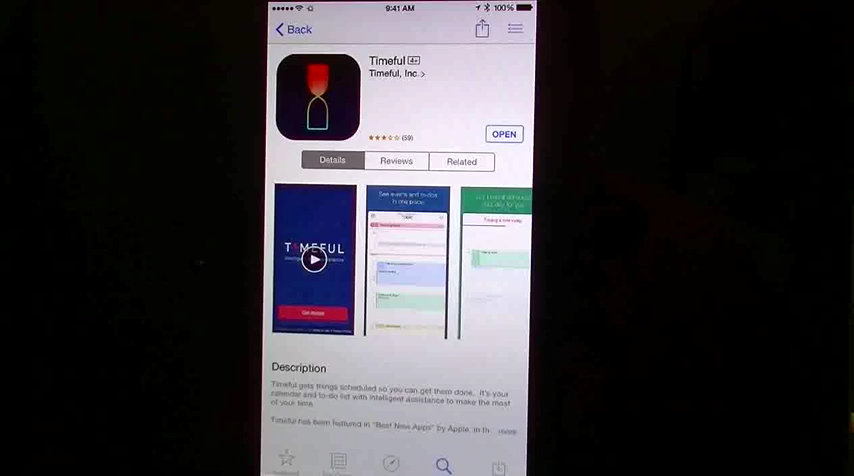 9:41 AM 100%
Back
Timeful 4+
Timeful, Inc. >
(59)
OPEN
Details Reviews Related
See events and to-dos
in one place
TIMEFUL
Description
Timeful gets things scheduled so you can get them done. It's your
calendar and to-do list with intelligent assistance to make the most
of your time.
Timeful has been featured in "Best New Apps" by Apple, in th... more